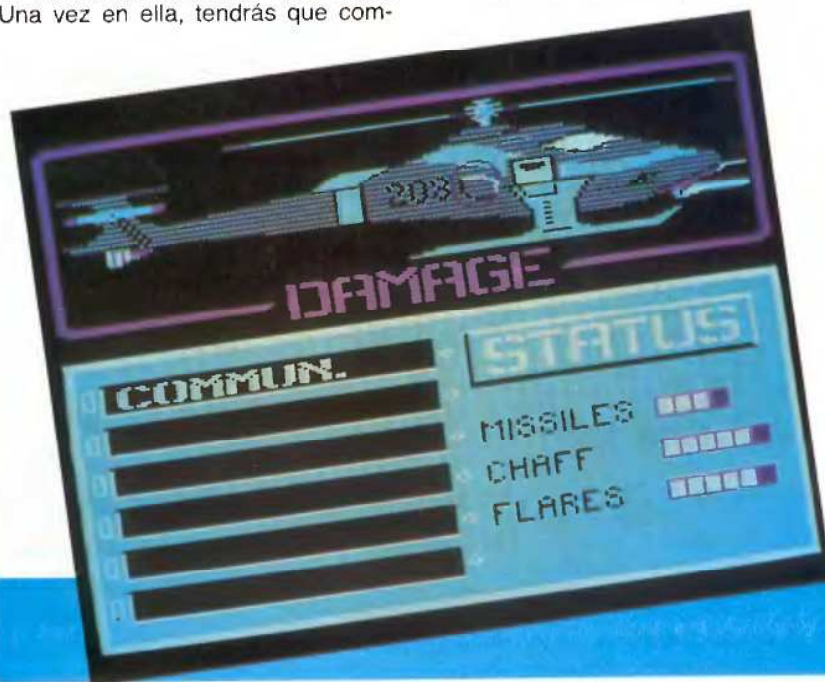 Una vez en ella, tendrás que com-
203
DAMAGE
COMMUN.
STATUS
MISSILES
CHAFF
FLARES